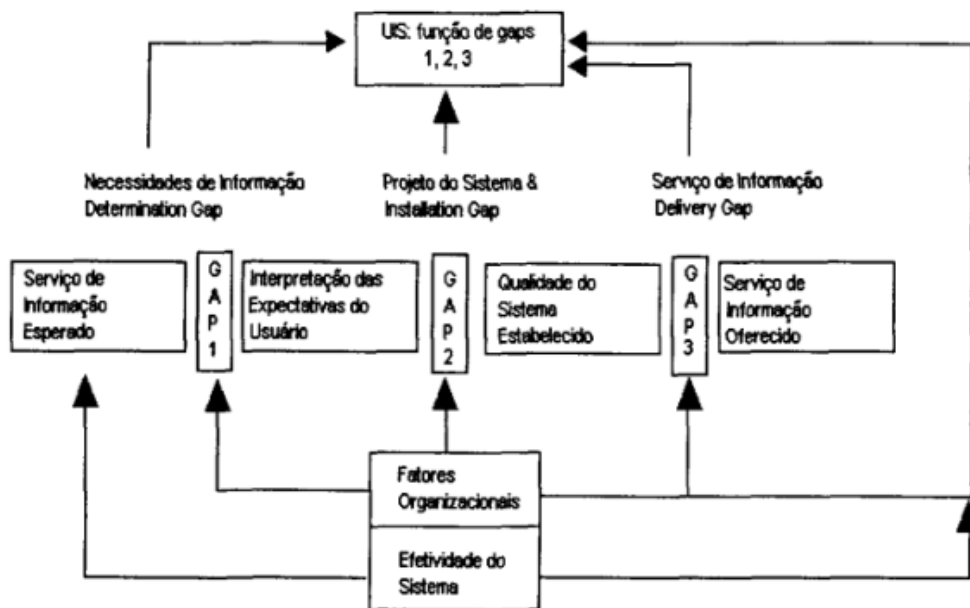 UIS: função de gaps
1, 2, 3
Necessidades de Informação
Determination Gap
Projeto do Sistema &
Installation Gap
Serviço de Informação
Delivery Gap
Serviço de
Informação
Esperado
G
A
P
1
Interpretação das
Expectativas do
Usuário
G
A
P
2
Qualidade do
Sistema
Estabelecido
G
A
P
3
Serviço de
Informação
Oferecido
Fatores
Organizacionais
Efetividade do
Sistema